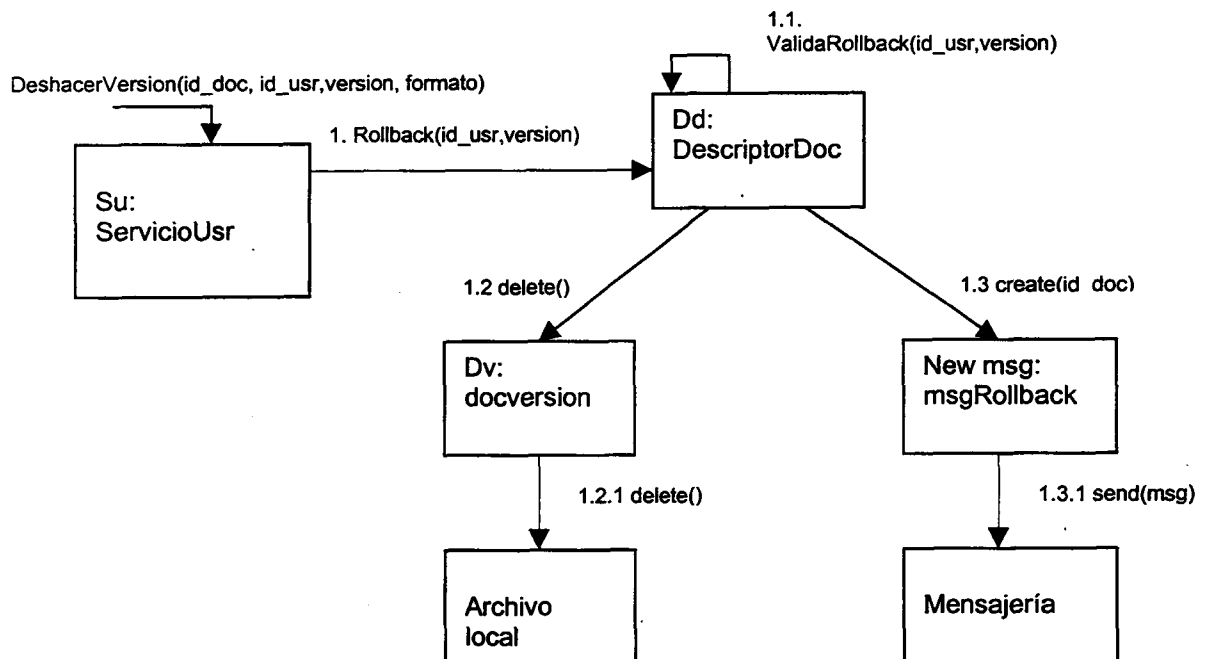 1.1.
ValidaRollback(id_usr,version)
DeshacerVersion(id_doc, id_usr,version, formato)
1. Rollback(id_usr,version)
Dd:
DescriptorDoc
Su:
ServicioUsr
1.2 delete()
1.3 create(id_doc)
Dv:
docversion
New msg:
msgRollback
1.2.1 delete()
1.3.1 send(msg)
Archivo
local
Mensajería